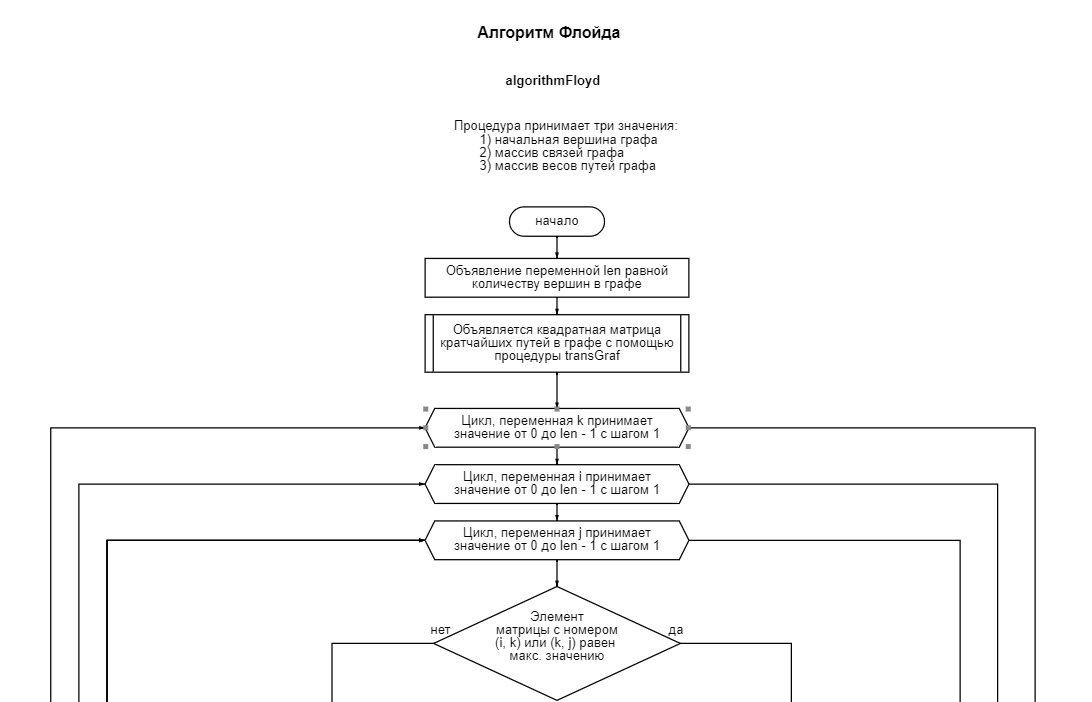 Алгоритм Флойда
algorithmFloyd
Процедура принимает три значения:
1) начальная вершина графа
2) массив связей графа
3) массив весов путей графа
начало
Объявление переменной len равной
количеству вершин в графе
Объявляется квадратная матрица
кратчайших путей в графе с помощью
процедуры transGraf
Цикл, переменная k принимает
значение от 0 до len - 1 с шагом 1
Цикл, переменная i принимает
значение от 0 до len - 1 с шагом 1
Цикл, переменная j принимает
значение от 0 до len - 1 с шагом 1
Элемент
нет
матрицы с номером
да
(i, k) или (k, j) равен
макс. значению